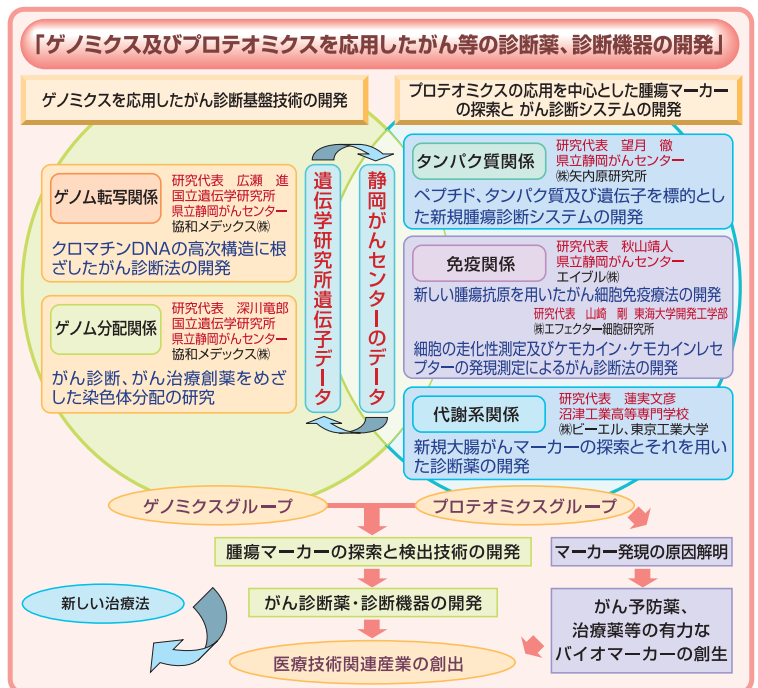 「ゲノミクス及びプロテオミクスを応用したがん等の診断薬、診断機器の開発」
ゲノミクスを応用したがん診断基盤技術の開発
プロテオミクスの応用を中心とした腫瘍マーカー
の探索と がん診断システムの開発
ゲノム転写関係
研究代表 広瀬 進
国立遺伝学研究所
県立静岡がんセンター
協和メデックス㈱
クロマチンDNAの高次構造に根
ざしたがん診断法の開発
ゲノム分配関係
研究代表 深川竜郎
国立遺伝学研究所
県立静岡がんセンター
協和メデックス㈱
がん診断、がん治療創薬をめざ
した染色体分配の研究
遺伝学研究所遺伝子データ
静岡がんセンターのデータ
タンパク質関係
研究代表 望月 徹
県立静岡がんセンター
㈱矢内原研究所
ペプチド、タンパク質及び遺伝子を標的とし
た新規腫瘍診断システムの開発
免疫関係
研究代表 秋山靖人
県立静岡がんセンター
エイブル㈱
新しい腫瘍抗原を用いたがん細胞免疫療法の開発
研究代表 山崎 剛 東海大学開発工学部
㈱エフェクター細胞研究所
細胞の走化性測定及びケモカイン・ケモカインレセ
プターの発現測定によるがん診断法の開発
代謝系関係
研究代表 蓮実文彦
沼津工業高等専門学校
㈱ビーエル、東京工業大学
新規大腸がんマーカーの探索とそれを用い
た診断薬の開発
ゲノミクスグループ
プロテオミクスグループ
腫瘍マーカーの探索と検出技術の開発
マーカー発現の原因解明
新しい治療法
がん診断薬・診断機器の開発
がん予防薬、
治療薬等の有力な
バイオマーカーの創生
医療技術関連産業の創出